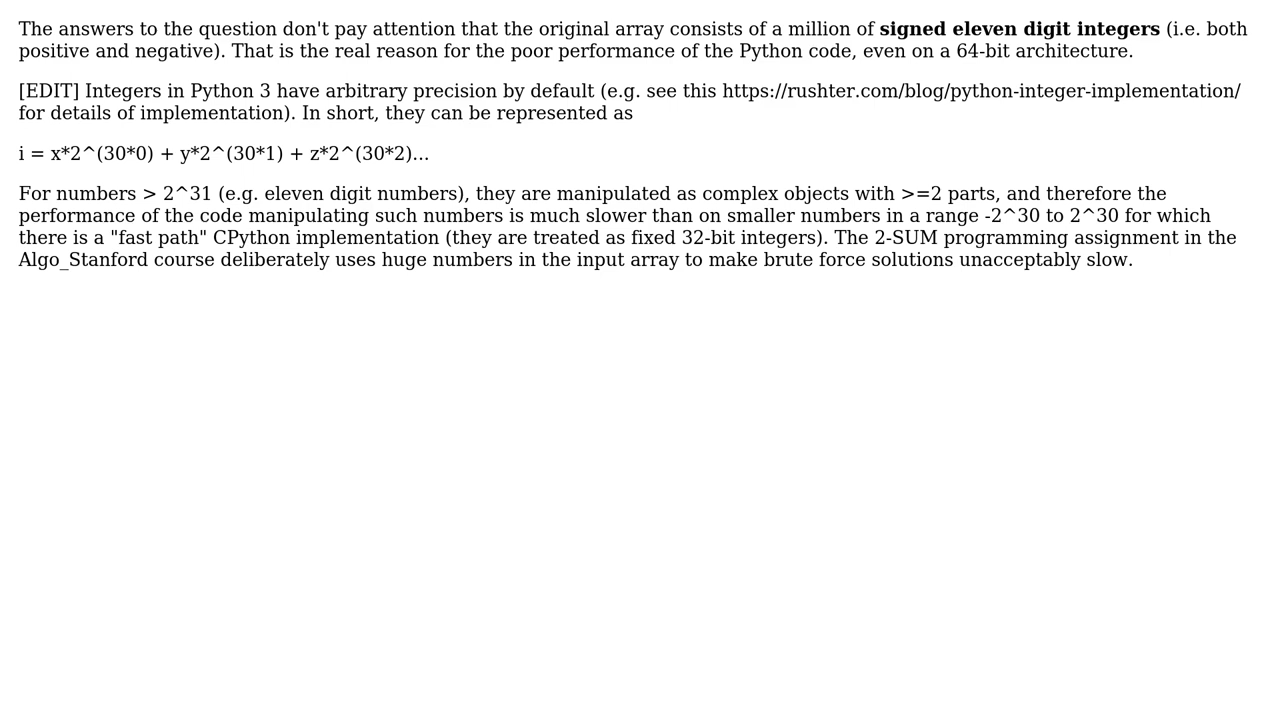 The answers to the question don't pay attention that the original array consists of a million of signed eleven digit integers (i.e. both
positive and negative). That is the real reason for the poor performance of the Python code, even on a 64-bit architecture.
[EDIT] Integers in Python 3 have arbitrary precision by default (e.g. see this https://rushter.com/blog/python-integer-implementation/
for details of implementation). In short, they can be represented as
i = x*2^(30*0) + y*2^(30*1) + z*2^(30*2)...
For numbers > 2^31 (e.g. eleven digit numbers), they are manipulated as complex objects with >=2 parts, and therefore the
performance of the code manipulating such numbers is much slower than on smaller numbers in a range -2^30 to 2^30 for which
there is a "fast path" CPython implementation (they are treated as fixed 32-bit integers). The 2-SUM programming assignment in the
Algo_Stanford course deliberately uses huge numbers in the input array to make brute force solutions unacceptably slow.